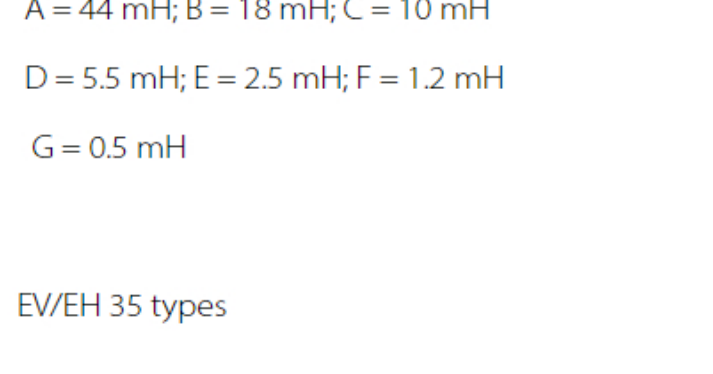 A = 44 mH; B = 18 mH; C = 10 mH
D = 5.5 mH; E = 2.5 mH; F = 1.2 mH
G = 0.5 mH
EV/EH 35 types